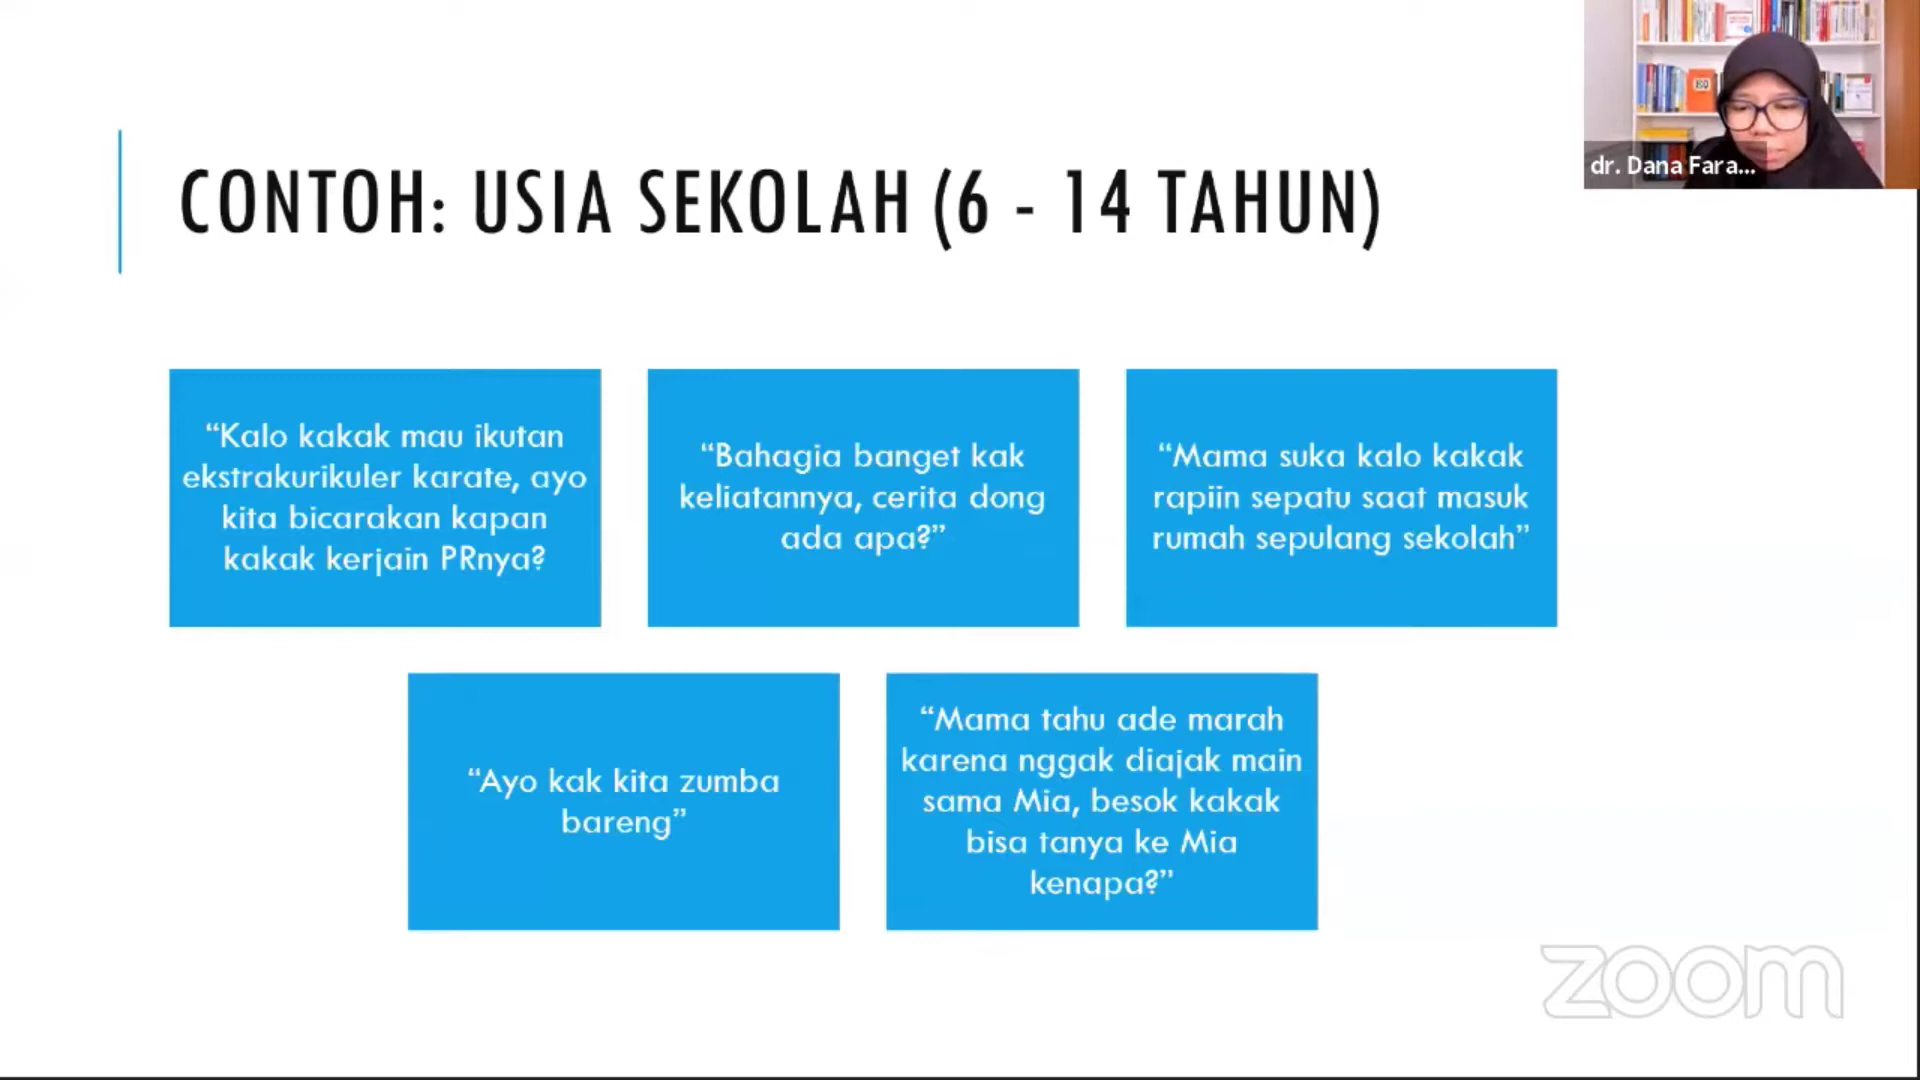 dr. Dana Fara...
CONTOH: USIA SEKOLAH (6 - 14 TAHUN)
“Kalo kakak mau ikutan
ekstrakurikuler karate, ayo
kita bicarakan kapan
kakak kerjain PRnya?
“Bahagia banget kak
keliatannya, cerita dong
ada apa?”
“Mama suka kalo kakak
rapiin sepatu saat masuk
rumah sepulang sekolah”
“Ayo kak kita zumba
bareng”
“Mama tahu ade marah
karena nggak diajak main
sama Mia, besok kakak
bisa tanya ke Mia
kenapa?”
zoom